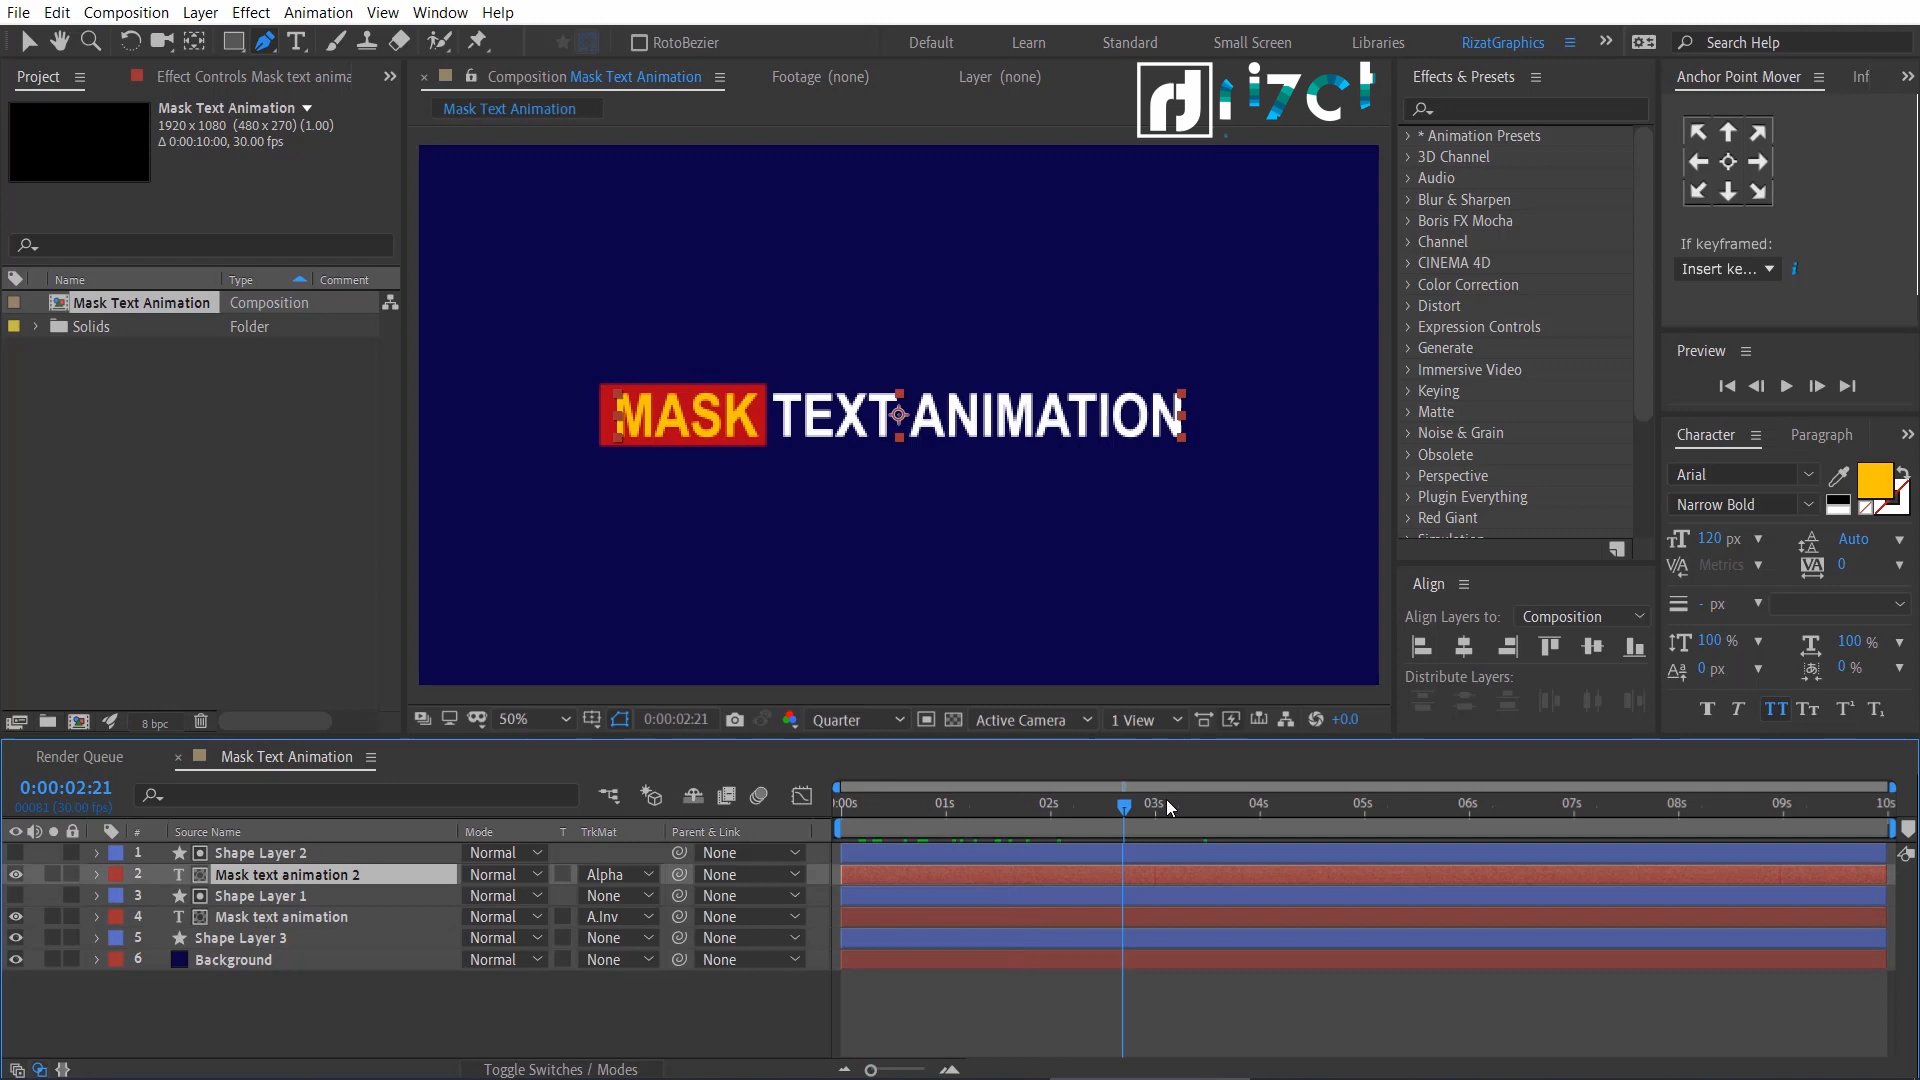 File Edit Composition Layer Effect Animation View Window Help
RotoBezier
Default Learn Standard Small Screen Libraries RizatGraphics
Search Help
Project
Effect Controls Mask text anima
Composition Mask Text Animation
Footage (none)
Layer (none)
Mask Text Animation
Mask Text Animation
1920 x 1080 (480 x 270) (1.00)
Δ 0:00:10:00, 30.00 fps
Name Type Comment
Mask Text Animation Composition
Solids Folder
8 bpc
MASK TEXT ANIMATION
50%
0:00:02:21
Quarter
Active Camera
1 View
+0.0
Effects & Presets
* Animation Presets
3D Channel
Audio
Blur & Sharpen
Boris FX Mocha
Channel
CINEMA 4D
Color Correction
Distort
Expression Controls
Generate
Immersive Video
Keying
Matte
Noise & Grain
Obsolete
Perspective
Plugin Everything
Red Giant
Align
Align Layers to: Composition
Distribute Layers:
Anchor Point Mover
Inf
If keyframed:
Insert ke...
Preview
Character
Paragraph
Arial
Narrow Bold
120 px
Auto
Metrics
0
- px
100 %
100 %
0 px
0 %
Render Queue
Mask Text Animation
0:00:02:21
00081 (30.00 fps)
:00s 01s 02s 03s 04s 05s 06s 07s 08s 09s 10s
# Source Name Mode T TrkMat Parent & Link
1 Shape Layer 2 Normal None
2 Mask text animation 2 Normal Alpha None
3 Shape Layer 1 Normal None None
4 Mask text animation Normal A.Inv None
5 Shape Layer 3 Normal None None
6 Background Normal None None
Toggle Switches / Modes